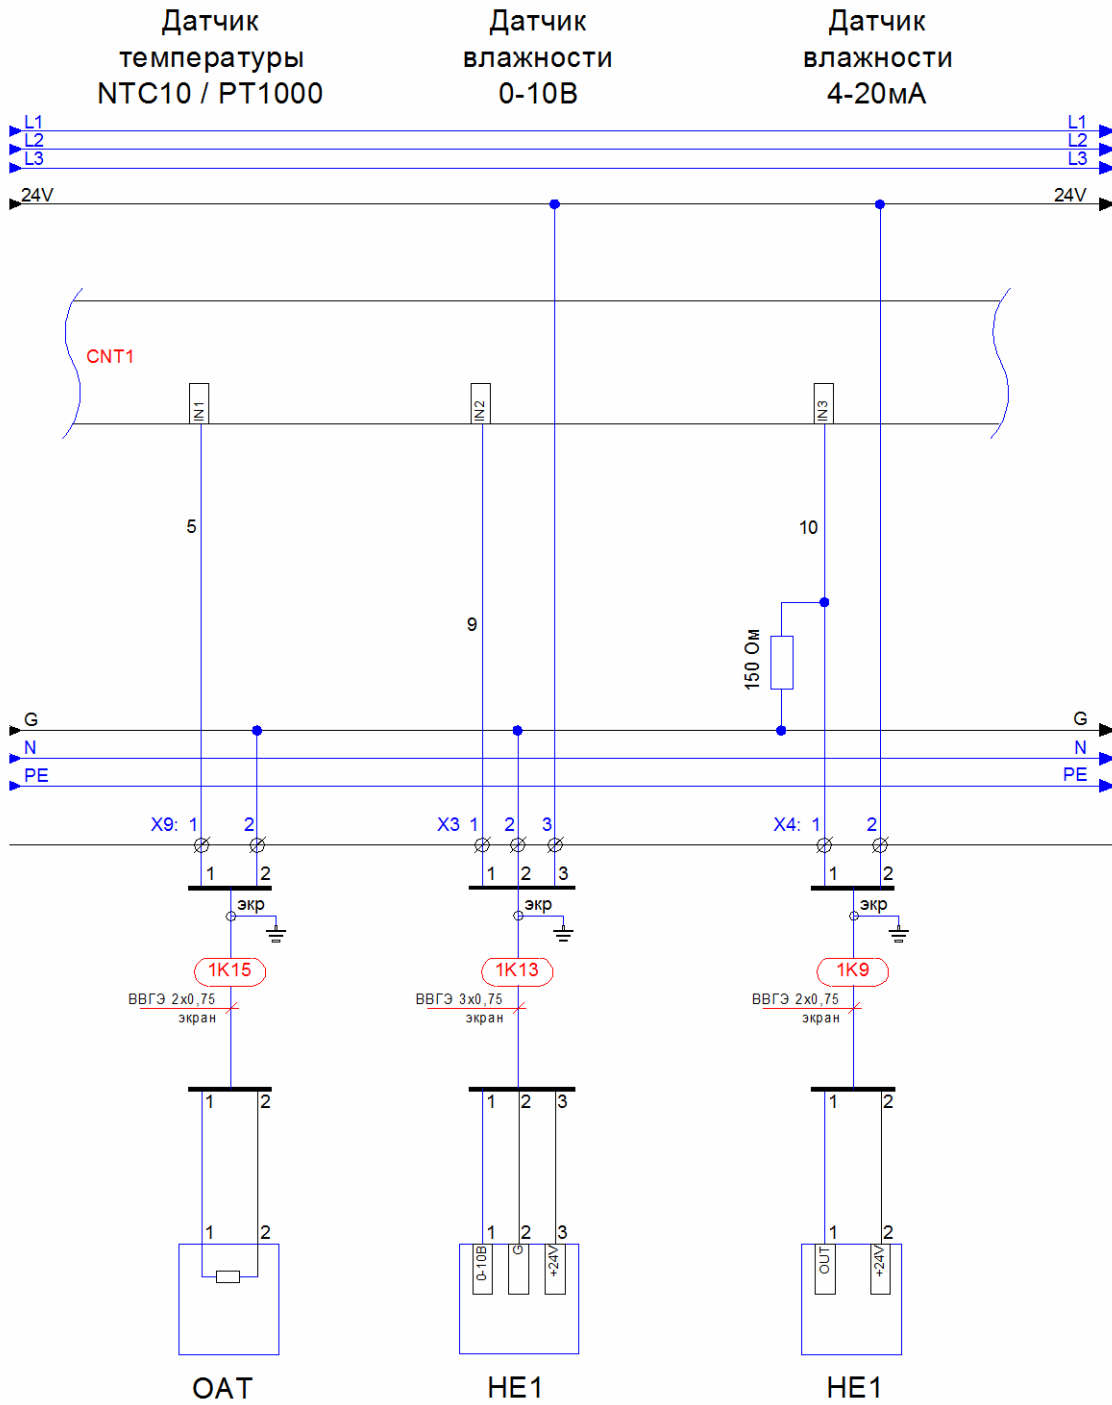 Датчик
температуры
NTC10 / PT1000
Датчик
влажности
0-10В
Датчик
влажности
4-20мА
L1 L1
L2 L2
L3 L3
24V 24V
CNT1
IN1 IN2 IN3
5 10
9
150 Ом
G G
N N
PE PE
X9: 1 2 X3 1 2 3 X4: 1 2
1 2 1 2 3 1 2
экр экр экр
1K15 1K13 1K9
ВВГЭ 2x0,75 ВВГЭ 3x0,75 ВВГЭ 2x0,75
экран экран экран
1 2 1 2 3 1 2
1 2 1 2 3 1 2
0-10В G +24V OUT +24V
OAT HE1 HE1